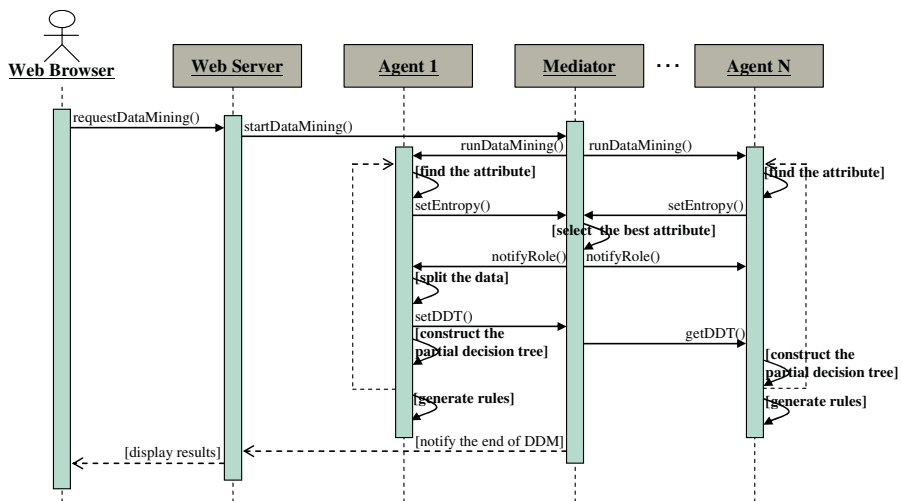 Web Browser
Web Server
Agent 1
Mediator
...
Agent N
requestDataMining()
startDataMining()
runDataMining()
runDataMining()
[find the attribute]
[find the attribute]
setEntropy()
setEntropy()
[select the best attribute]
notifyRole()
notifyRole()
[split the data]
setDDT()
getDDT()
[construct the
partial decision tree]
[construct the
partial decision tree]
[generate rules]
[generate rules]
[notify the end of DDM]
[display results]